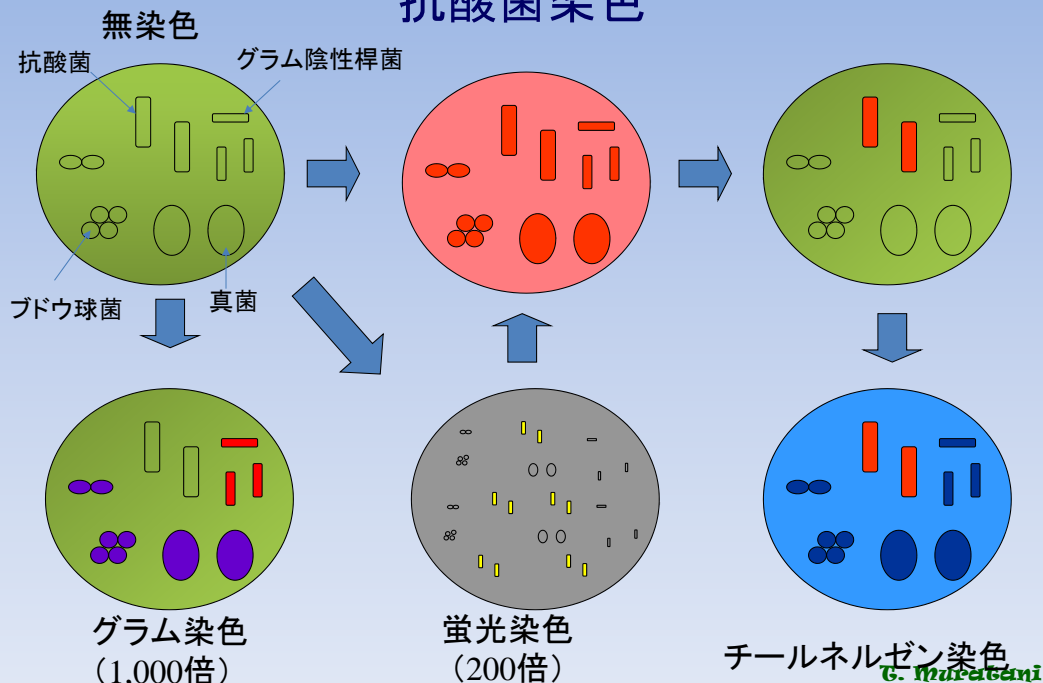 抗酸菌染色
無染色
抗酸菌
グラム陰性桿菌
ブドウ球菌
真菌
グラム染色
(1,000倍)
蛍光染色
(200倍)
チールネルゼン染色
T. Muratani